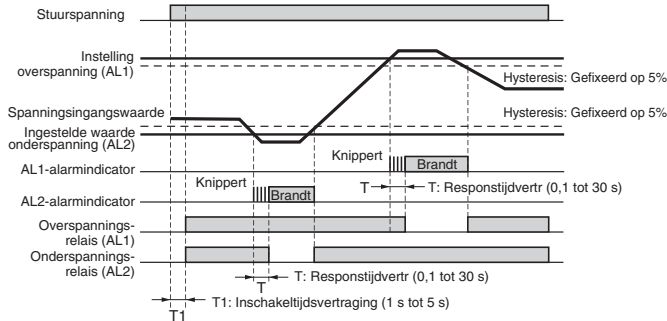 Stuurspanning
Instelling
overspanning (AL1)
Hysteresis: Gefixeerd op 5%
Spanningsingangswaarde
Hysteresis: Gefixeerd op 5%
Ingestelde waarde
onderspanning (AL2)
Knippert
Brandt
AL1-alarmindicator
T
T: Responstijdvertr (0,1 tot 30 s)
Knippert
Brandt
AL2-alarmindicator
Overspannings-
relais (AL1)
Onderspannings-
relais (AL2)
T: Responstijdvertr (0,1 tot 30 s)
T
T1: Inschakeltijdsvertraging (1 s tot 5 s)
T1